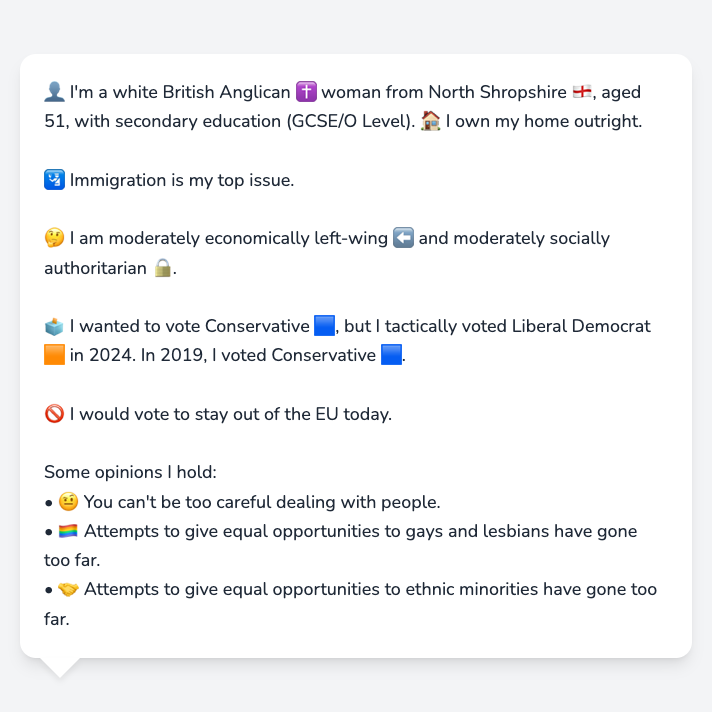 👤 I'm a white British Anglican ✝️ woman from North Shropshire 🏴󠁧󠁢󠁥󠁮󠁧󠁿, aged
51, with secondary education (GCSE/O Level). 🏠 I own my home outright.
🛂 Immigration is my top issue.
🤔 I am moderately economically left-wing ⬅️ and moderately socially
authoritarian 🔒.
🗳️ I wanted to vote Conservative 🟦, but I tactically voted Liberal Democrat
🟧 in 2024. In 2019, I voted Conservative 🟦.
🚫 I would vote to stay out of the EU today.
Some opinions I hold:
• 🤨 You can't be too careful dealing with people.
• 🏳️‍🌈 Attempts to give equal opportunities to gays and lesbians have gone
too far.
• 🤝 Attempts to give equal opportunities to ethnic minorities have gone too
far.